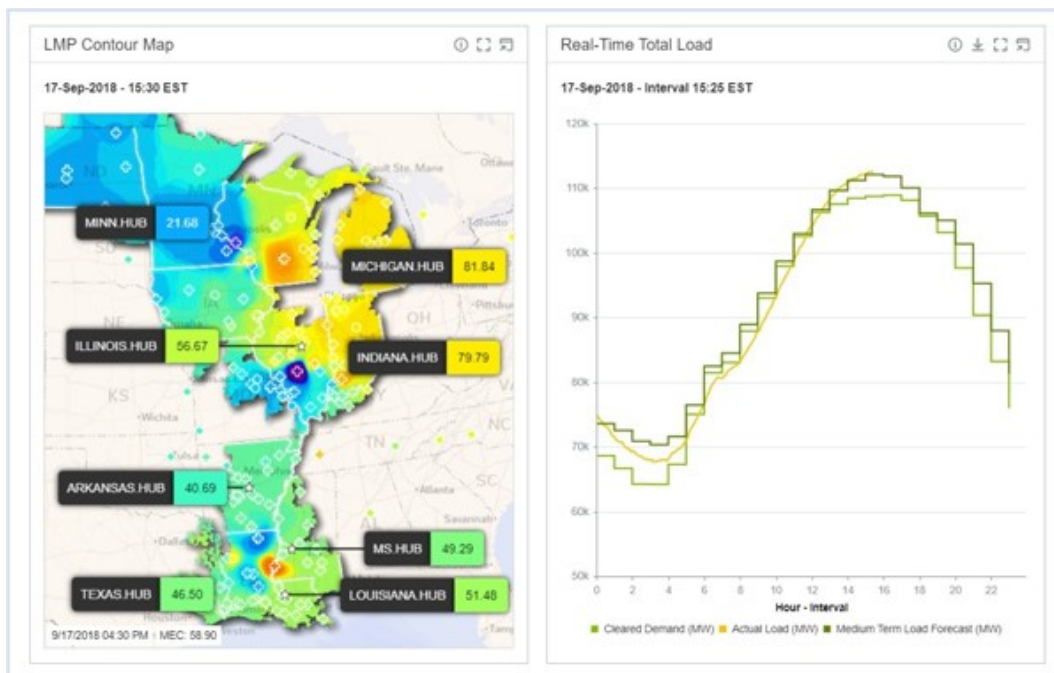 LMP Contour Map
17-Sep-2018 - 15:30 EST
ND
MN
Sault Ste. Marie
Ottawa
Toronto
MINN.HUB 21.68
SD
MICHIGAN.HUB 81.84
IA
NE
OH
ILLINOIS.HUB 56.67
INDIANA.HUB 79.79
KS
Wichita
NC
TN
Tulsa
Memphis
ARKANSAS.HUB 40.69
Atlanta
SC
Savannah
AL
Dallas
MS.HUB 49.29
TEXAS.HUB 46.50
LOUISIANA.HUB 51.48
Houston
9/17/2018 04:30 PM | MEC: 58.90
Real-Time Total Load
17-Sep-2018 - Interval 15:25 EST
120k
110k
100k
90k
80k
70k
60k
50k
0 2 4 6 8 10 12 14 16 18 20 22
Hour - Interval
Cleared Demand (MW) Actual Load (MW) Medium Term Load Forecast (MW)